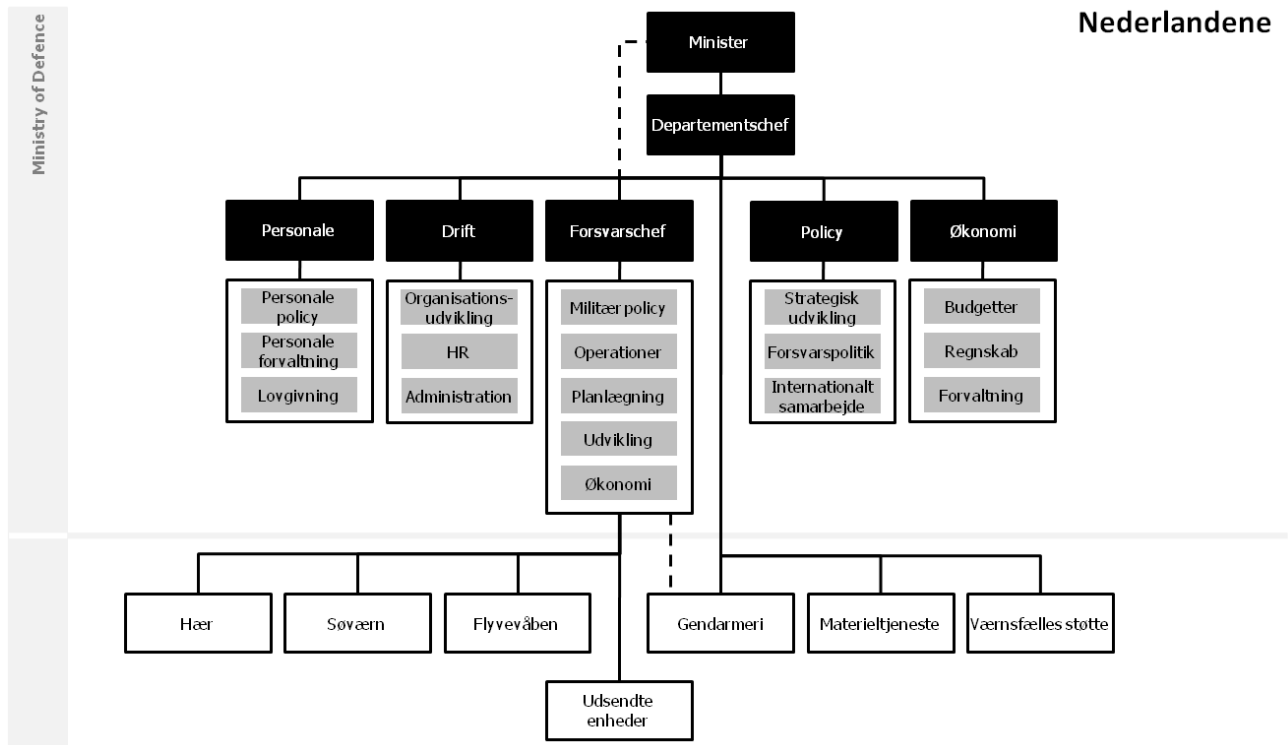 Nederlandene
Ministry of Defence
Minister
Departementschef
Personale
Drift
Forsvarschef
Policy
Økonomi
Personale
policy
Personale
forvaltning
Lovgivning
Organisations-
udvikling
HR
Administration
Militær policy
Operationer
Planlægning
Udvikling
Økonomi
Strategisk
udvikling
Forsvarspolitik
Internationalt
samarbejde
Budgetter
Regnskab
Forvaltning
Hær
Søværn
Flyvevåben
Gendarmeri
Materieltjeneste
Værnsfælles støtte
Udsendte
enheder